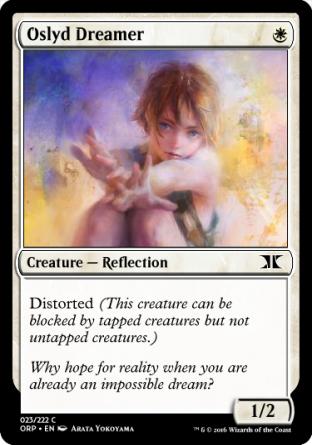 Oslyd Dreamer
Creature — Reflection
Distorted (This creature can be
blocked by tapped creatures but not
untapped creatures.)
Why hope for reality when you are
already an impossible dream?
1/2
023/222 C
ORP • EN Arata Yokoyama
™ & © 2016 Wizards of the Coast